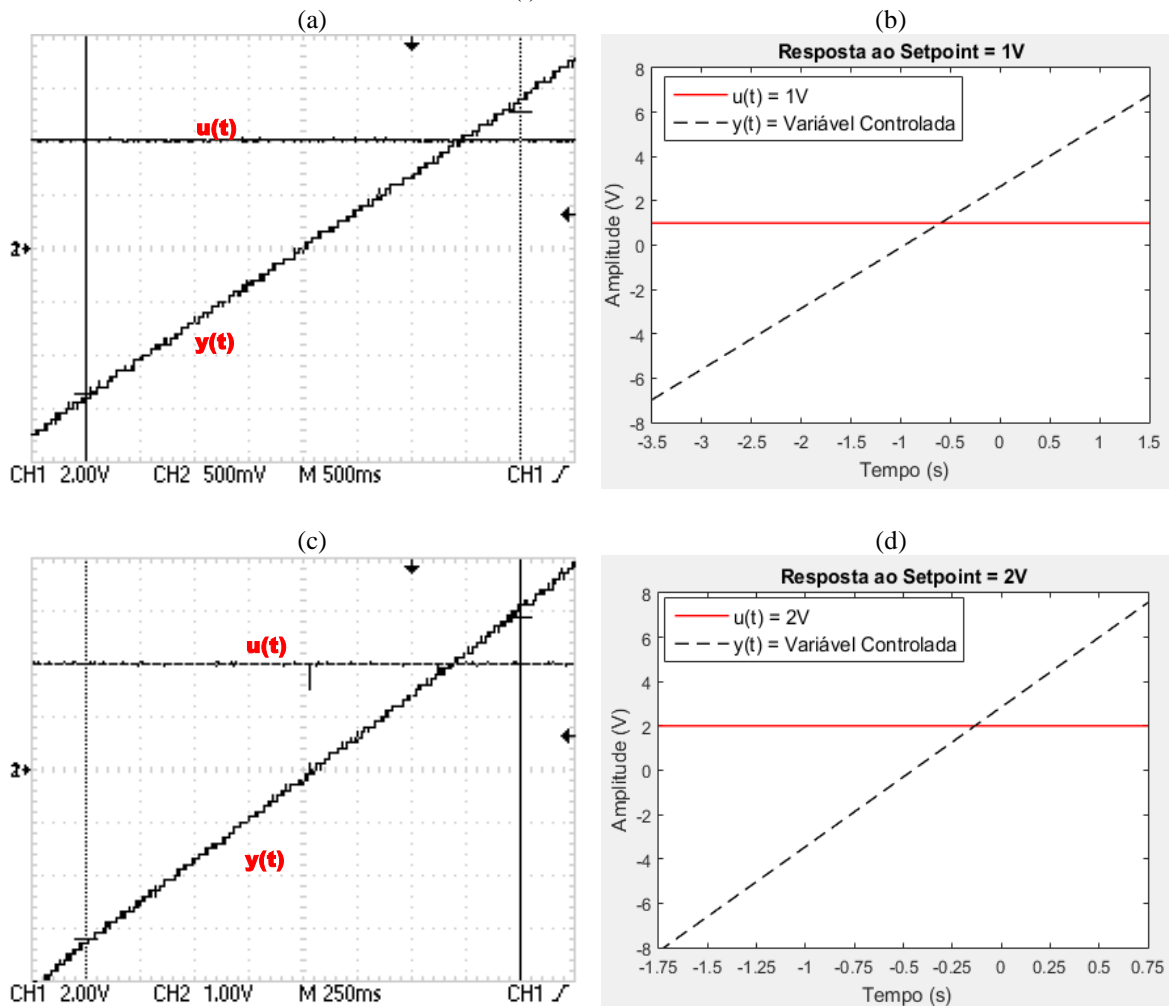 (a)
u(t)
y(t)
CH1 2.00V CH2 500mV M 500ms CH1
(b)
Resposta ao Setpoint = 1V
u(t) = 1V
y(t) = Variável Controlada
Amplitude (V)
8
6
4
2
0
-2
-4
-6
-8
-3.5 -3 -2.5 -2 -1.5 -1 -0.5 0 0.5 1 1.5
Tempo (s)
(c)
u(t)
y(t)
CH1 2.00V CH2 1.00V M 250ms CH1
(d)
Resposta ao Setpoint = 2V
u(t) = 2V
y(t) = Variável Controlada
Amplitude (V)
8
6
4
2
0
-2
-4
-6
-8
-1.75 -1.5 -1.25 -1 -0.75 -0.5 -0.25 0 0.25 0.5 0.75
Tempo (s)